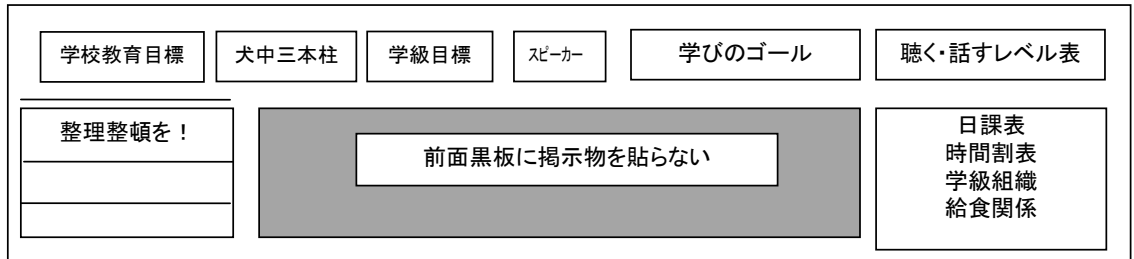 学校教育目標
犬中三本柱
学級目標
スピーカー
学びのゴール
聴く・話すレベル表
整理整頓を！
前面黒板に掲示物を貼らない
日課表
時間割表
学級組織
給食関係